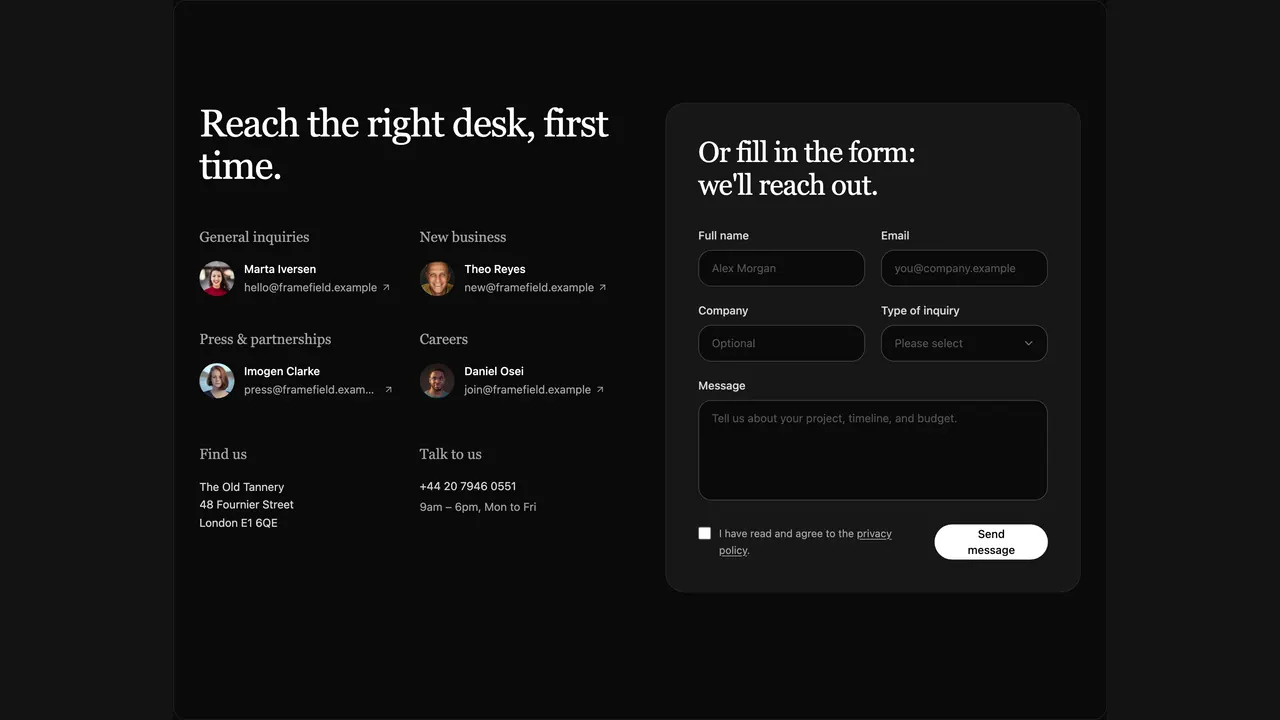 Reach the right desk, first
time.
General inquiries
Marta Iversen
hello@framefield.example
New business
Theo Reyes
new@framefield.example
Press & partnerships
Imogen Clarke
press@framefield.exam...
Careers
Daniel Osei
join@framefield.example
Find us
The Old Tannery
48 Fournier Street
London E1 6QE
Talk to us
+44 20 7946 0551
9am – 6pm, Mon to Fri
Or fill in the form:
we'll reach out.
Full name
Alex Morgan
Email
you@company.example
Company
Optional
Type of inquiry
Please select
Message
Tell us about your project, timeline, and budget.
I have read and agree to the privacy
policy.
Send
message